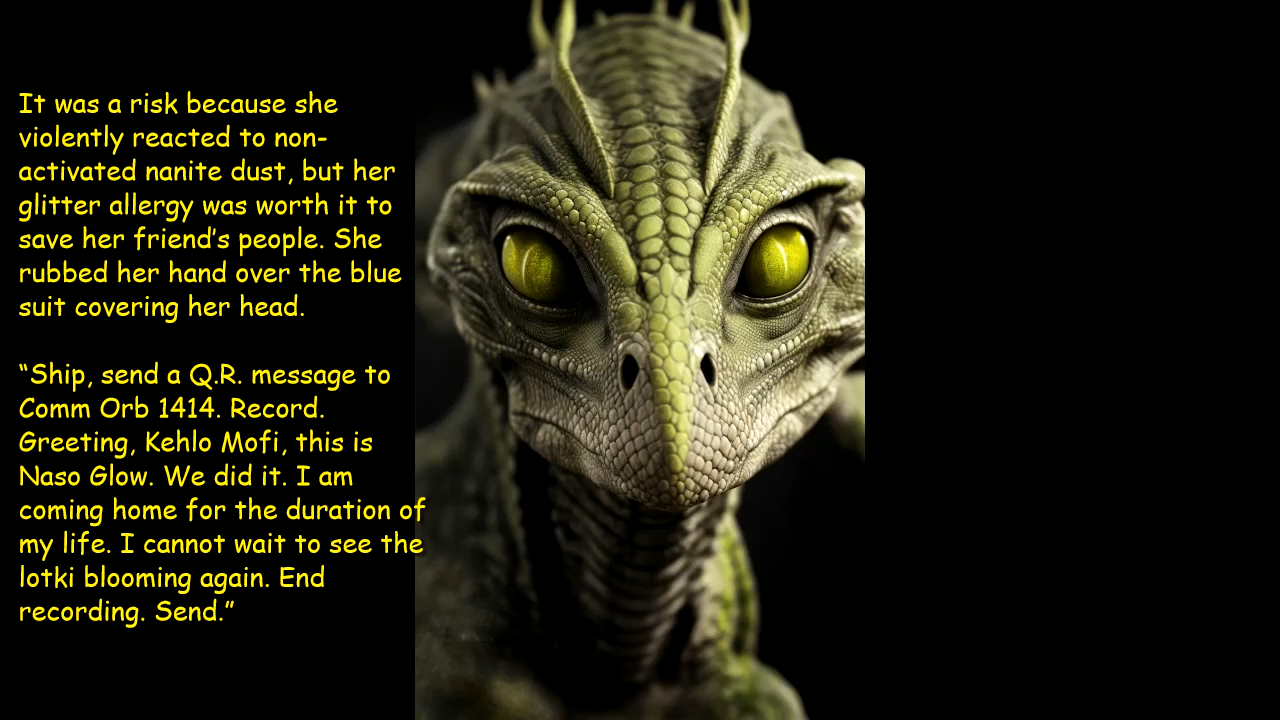 It was a risk because she
violently reacted to non-
activated nanite dust, but her
glitter allergy was worth it to
save her friend’s people. She
rubbed her hand over the blue
suit covering her head.
“Ship, send a Q.R. message to
Comm Orb 1414. Record.
Greeting, Kehlo Mofi, this is
Naso Glow. We did it. I am
coming home for the duration of
my life. I cannot wait to see the
lotki blooming again. End
recording. Send.”